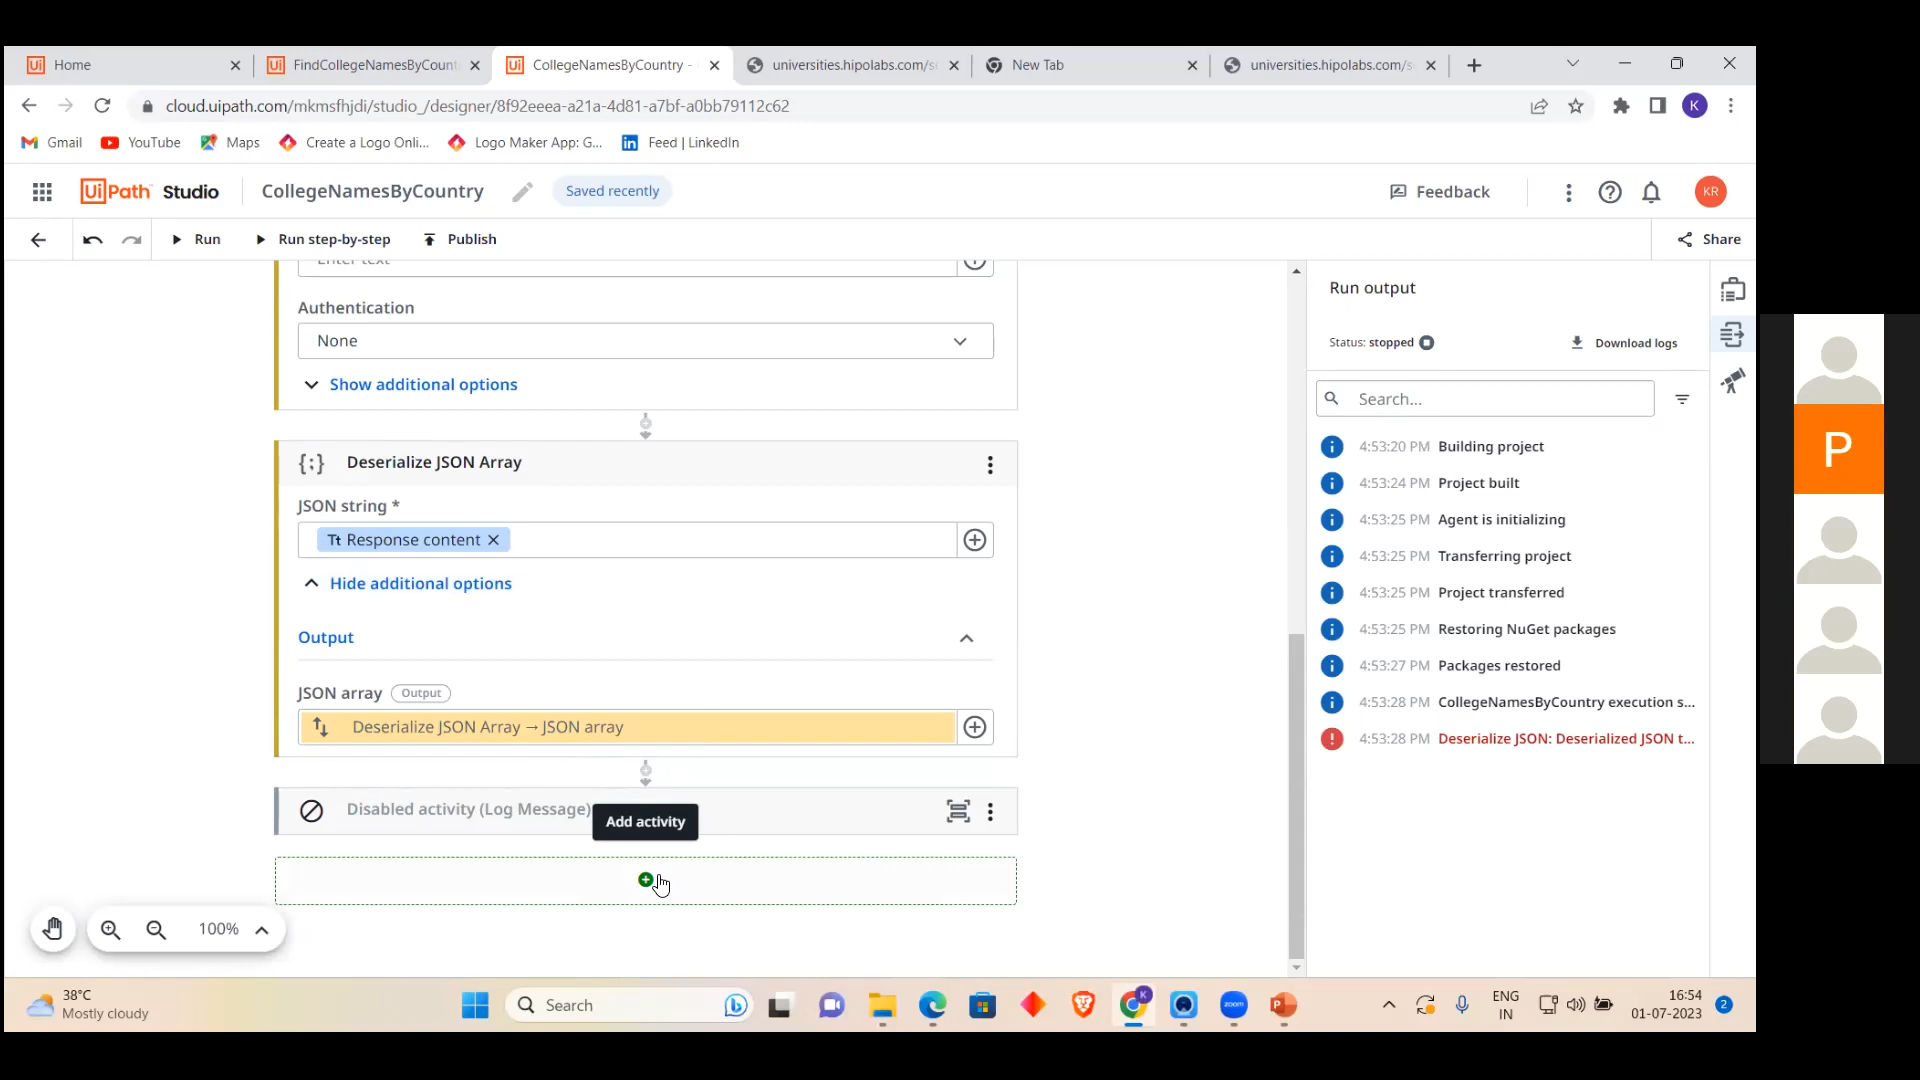 Home
FindCollegeNamesByCount
CollegeNamesByCountry -
universities.hipolabs.com/s
New Tab
universities.hipolabs.com/s
cloud.uipath.com/mkmsfhjdi/studio_/designer/8f92eeea-a21a-4d81-a7bf-a0bb79112c62
K
Gmail
YouTube
Maps
Create a Logo Onli...
Logo Maker App: G...
Feed | LinkedIn
UiPath Studio
CollegeNamesByCountry
Saved recently
Feedback
KR
Run
Run step-by-step
Publish
Share
Enter text
Authentication
None
Show additional options
Deserialize JSON Array
JSON string *
Tt Response content
Hide additional options
Output
JSON array Output
Deserialize JSON Array → JSON array
Disabled activity (Log Message)
Add activity
100%
Run output
Status: stopped
Download logs
Search...
4:53:20 PM Building project
4:53:24 PM Project built
4:53:25 PM Agent is initializing
4:53:25 PM Transferring project
4:53:25 PM Project transferred
4:53:25 PM Restoring NuGet packages
4:53:27 PM Packages restored
4:53:28 PM CollegeNamesByCountry execution s...
4:53:28 PM Deserialize JSON: Deserialized JSON t...
P
38°C
Mostly cloudy
Search
zoom
ENG
IN
16:54
01-07-2023
2